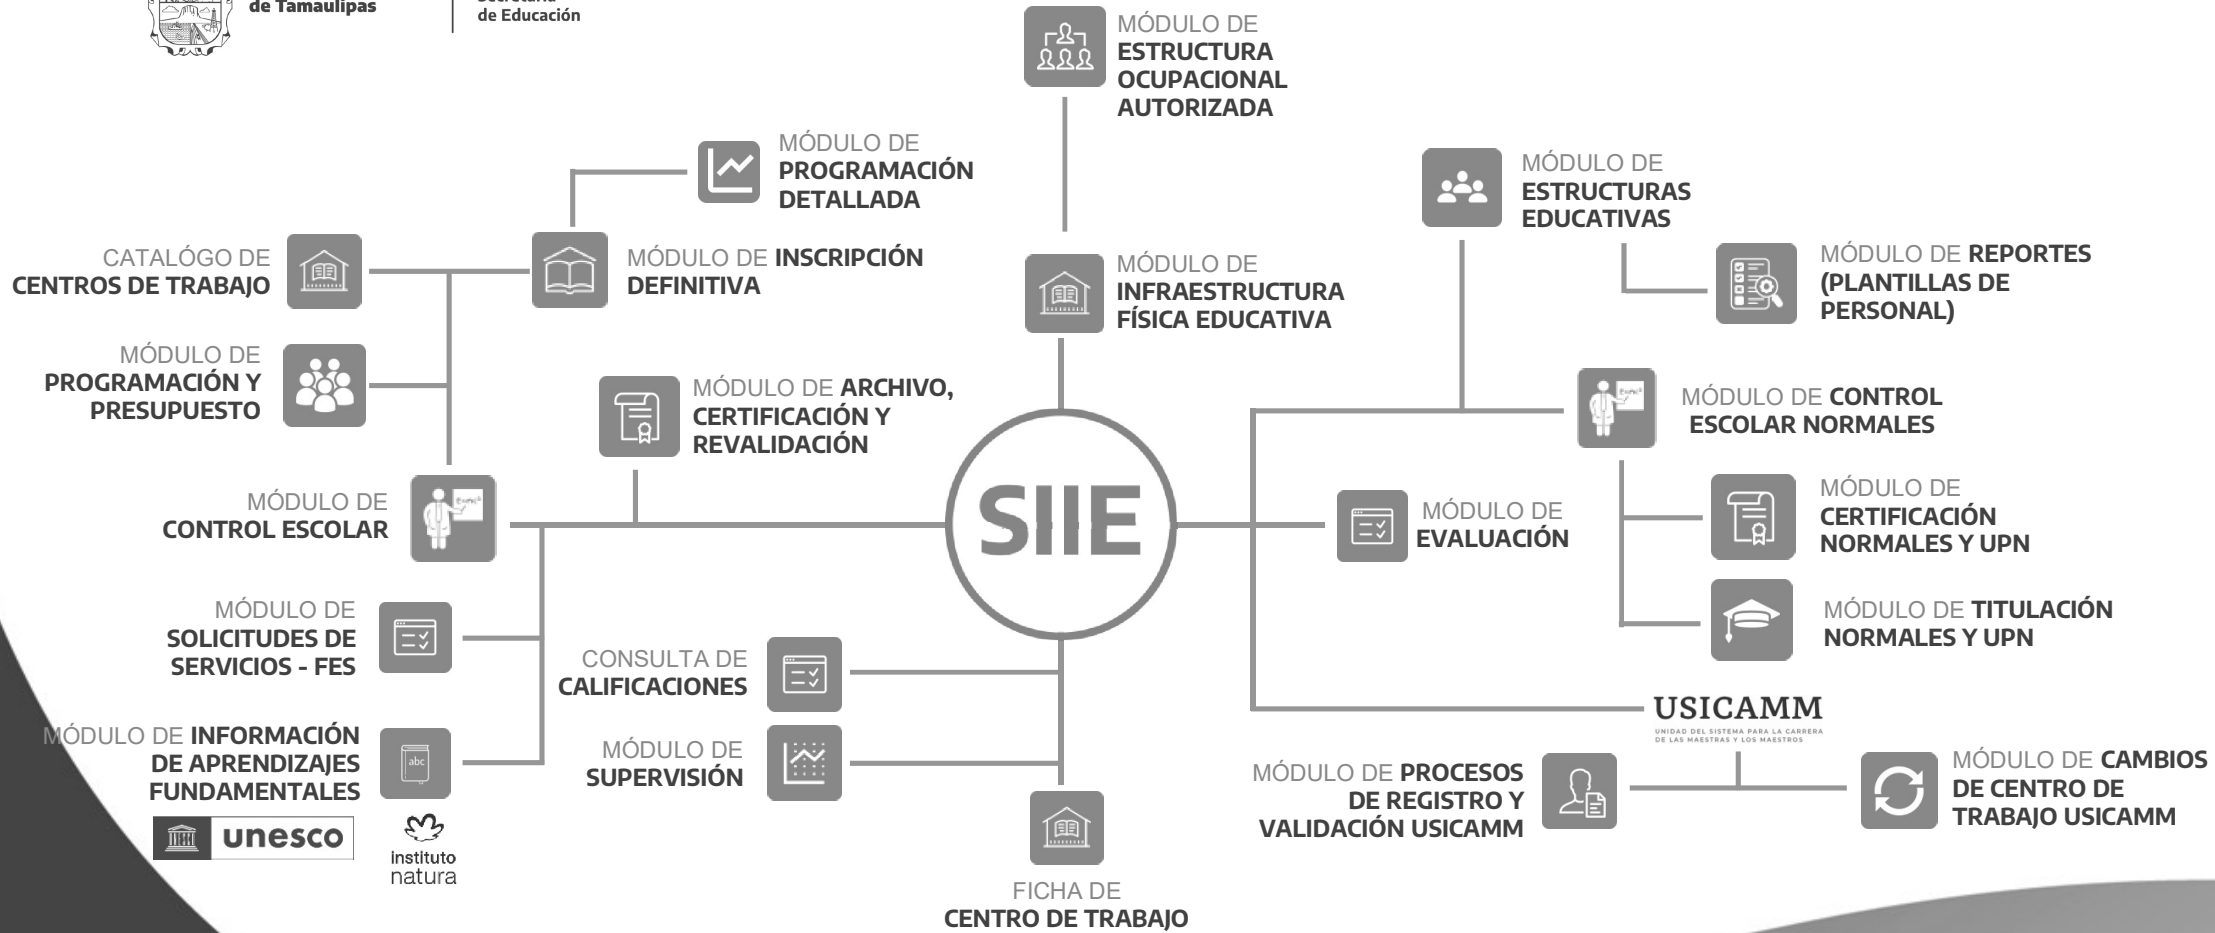 de Tamaulipas
de Educación
MÓDULO DE
ESTRUCTURA
OCUPACIONAL
AUTORIZADA
MÓDULO DE
PROGRAMACIÓN
DETALLADA
MÓDULO DE
ESTRUCTURAS
EDUCATIVAS
CATALÓGO DE
CENTROS DE TRABAJO
MÓDULO DE INSCRIPCIÓN
DEFINITIVA
MÓDULO DE
INFRAESTRUCTURA
FÍSICA EDUCATIVA
MÓDULO DE REPORTES
(PLANTILLAS DE
PERSONAL)
MÓDULO DE
PROGRAMACIÓN Y
PRESUPUESTO
MÓDULO DE ARCHIVO,
CERTIFICACIÓN Y
REVALIDACIÓN
MÓDULO DE CONTROL
ESCOLAR NORMALES
MÓDULO DE
CONTROL ESCOLAR
SIIE
MÓDULO DE
EVALUACIÓN
MÓDULO DE
CERTIFICACIÓN
NORMALES Y UPN
MÓDULO DE
SOLICITUDES DE
SERVICIOS - FES
CONSULTA DE
CALIFICACIONES
MÓDULO DE TITULACIÓN
NORMALES Y UPN
USICAMM
UNIDAD DEL SISTEMA PARA LA CARRERA
DE LAS MAESTRAS Y LOS MAESTROS
MÓDULO DE INFORMACIÓN
DE APRENDIZAJES
FUNDAMENTALES
abc
MÓDULO DE
SUPERVISIÓN
MÓDULO DE PROCESOS
DE REGISTRO Y
VALIDACIÓN USICAMM
MÓDULO DE CAMBIOS
DE CENTRO DE
TRABAJO USICAMM
unesco
instituto
natura
FICHA DE
CENTRO DE TRABAJO